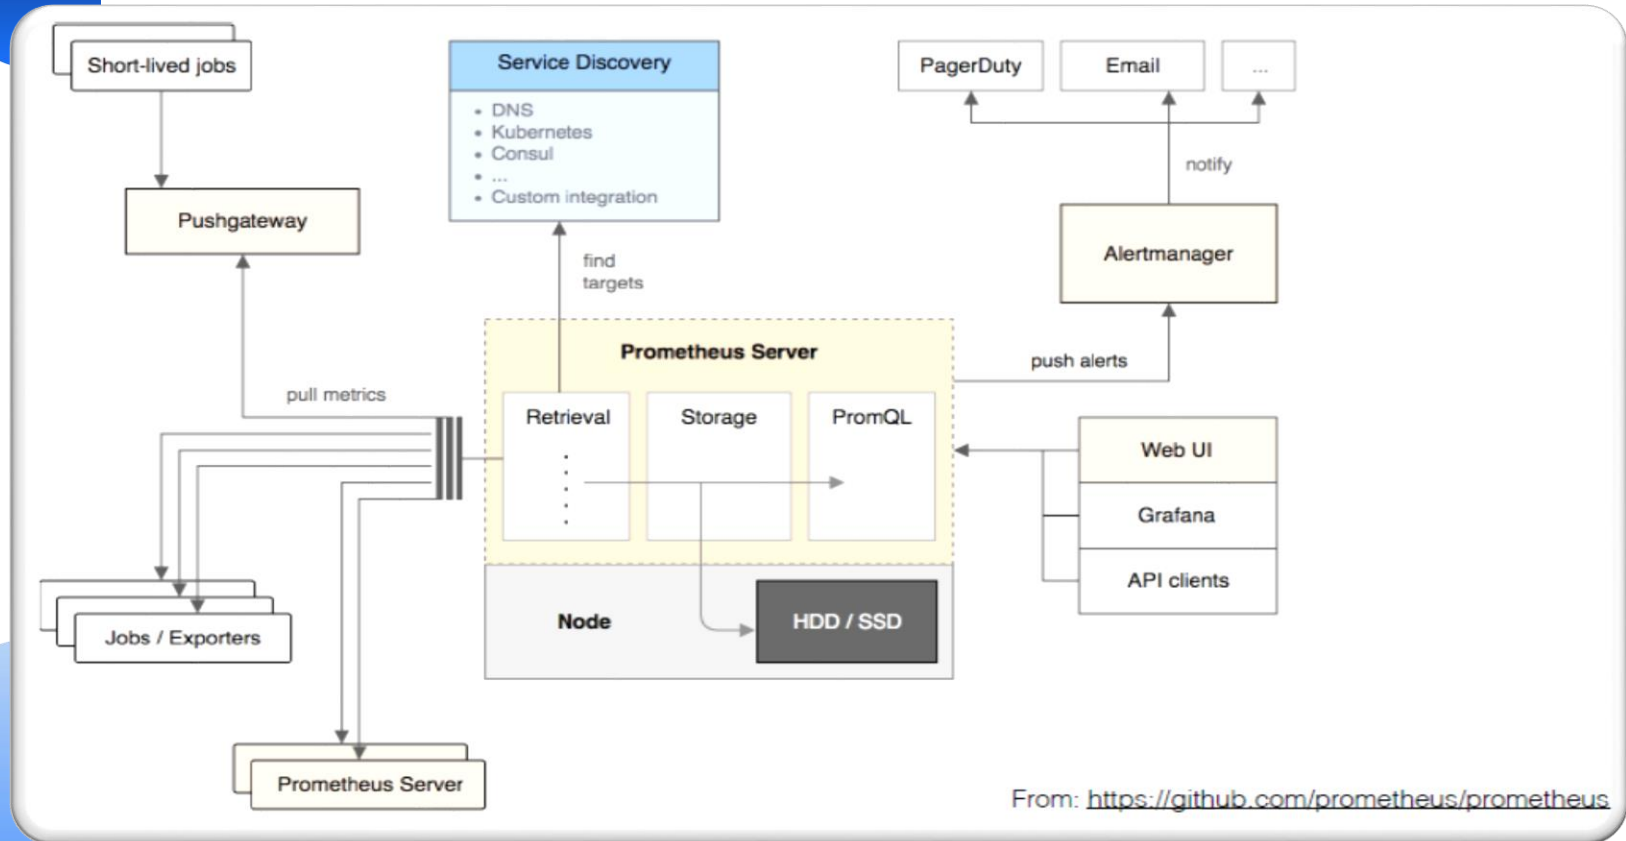 Short-lived jobs
Service Discovery
• DNS
• Kubernetes
• Consul
• ...
• Custom integration
PagerDuty
Email
...
notify
Pushgateway
Alertmanager
find
targets
Prometheus Server
push alerts
pull metrics
Retrieval
Storage
PromQL
Web UI
Grafana
API clients
Node
HDD / SSD
Jobs / Exporters
Prometheus Server
From: https://github.com/prometheus/prometheus